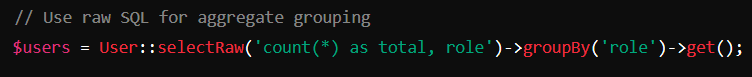 // Use raw SQL for aggregate grouping
$users = User::selectRaw('count(*) as total, role')->groupBy('role')->get();